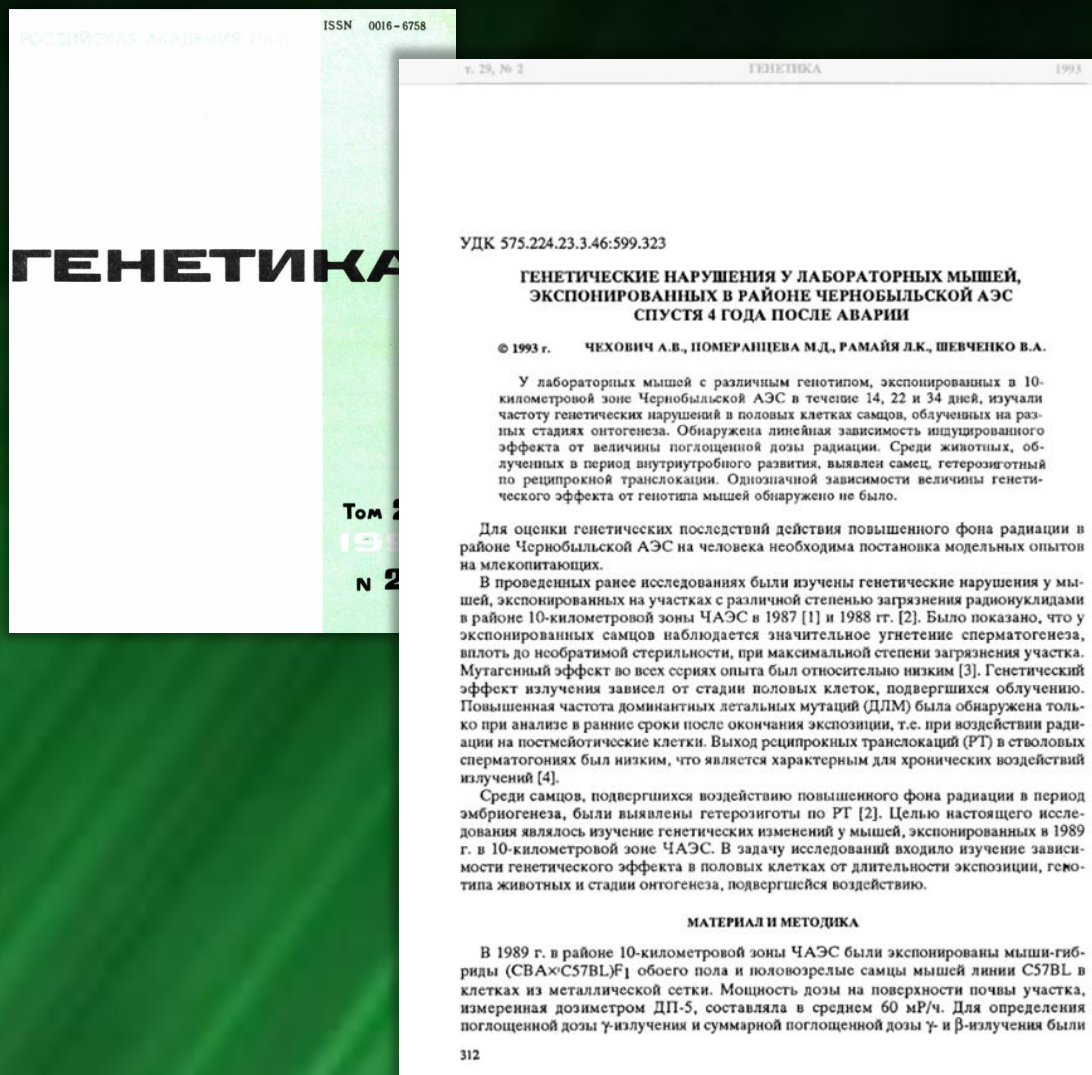 РОССИЙСКАЯ АКАДЕМИЯ НАУК
ISSN 0016-6758
ГЕНЕТИКА
Том 2
199
N 2
т. 29, № 2 ГЕНЕТИКА 1993
УДК 575.224.23.3.46:599.323
ГЕНЕТИЧЕСКИЕ НАРУШЕНИЯ У ЛАБОРАТОРНЫХ МЫШЕЙ,
ЭКСПОНИРОВАННЫХ В РАЙОНЕ ЧЕРНОБЫЛЬСКОЙ АЭС
СПУСТЯ 4 ГОДА ПОСЛЕ АВАРИИ
© 1993 г. ЧЕХОВИЧ А.В., ПОМЕРАНЦЕВА М.Д., РАМАЙЯ Л.К., ШЕВЧЕНКО В.А.
У лабораторных мышей с различным генотипом, экспонированных в 10-
километровой зоне Чернобыльской АЭС в течение 14, 22 и 34 дней, изучали
частоту генетических нарушений в половых клетках самцов, облученных на раз-
ных стадиях онтогенеза. Обнаружена линейная зависимость индуцированного
эффекта от величины поглощенной дозы радиации. Среди животных, об-
лученных в период внутриутробного развития, выявлен самец, гетерозиготный
по реципрокной транслокации. Однозначной зависимости величины генети-
ческого эффекта от генотипа мышей обнаружено не было.
Для оценки генетических последствий действия повышенного фона радиации в
районе Чернобыльской АЭС на человека необходима постановка модельных опытов
на млекопитающих.
В проведенных ранее исследованиях были изучены генетические нарушения у мы-
шей, экспонированных на участках с различной степенью загрязнения радионуклидами
в районе 10-километровой зоны ЧАЭС в 1987 [1] и 1988 гг. [2]. Было показано, что у
экспонированных самцов наблюдается значительное угнетение сперматогенеза,
вплоть до необратимой стерильности, при максимальной степени загрязнения участка.
Мутагенный эффект во всех сериях опыта был относительно низким [3]. Генетический
эффект излучения зависел от стадии половых клеток, подвергшихся облучению.
Повышенная частота доминантных летальных мутаций (ДЛМ) была обнаружена толь-
ко при анализе в ранние сроки после окончания экспозиции, т.е. при воздействии ради-
ации на постмейотические клетки. Выход реципрокных транслокаций (РТ) в стволовых
сперматогониях был низким, что является характерным для хронических воздействий
излучений [4].
Среди самцов, подвергшихся воздействию повышенного фона радиации в период
эмбриогенеза, были выявлены гетерозиготы по РТ [2]. Целью настоящего иссле-
дования являлось изучение генетических изменений у мышей, экспонированных в 1989
г. в 10-километровой зоне ЧАЭС. В задачу исследований входило изучение зависи-
мости генетического эффекта в половых клетках от длительности экспозиции, гено-
типа животных и стадии онтогенеза, подвергшейся воздействию.
МАТЕРИАЛ И МЕТОДИКА
В 1989 г. в районе 10-километровой зоны ЧАЭС были экспонированы мыши-гиб-
риды (CBA×C57BL)F1 обоего пола и половозрелые самцы мышей линии C57BL в
клетках из металлической сетки. Мощность дозы на поверхности почвы участка,
измеренная дозиметром ДП-5, составляла в среднем 60 мР/ч. Для определения
поглощенной дозы γ-излучения и суммарной поглощенной дозы γ- и β-излучения были
312